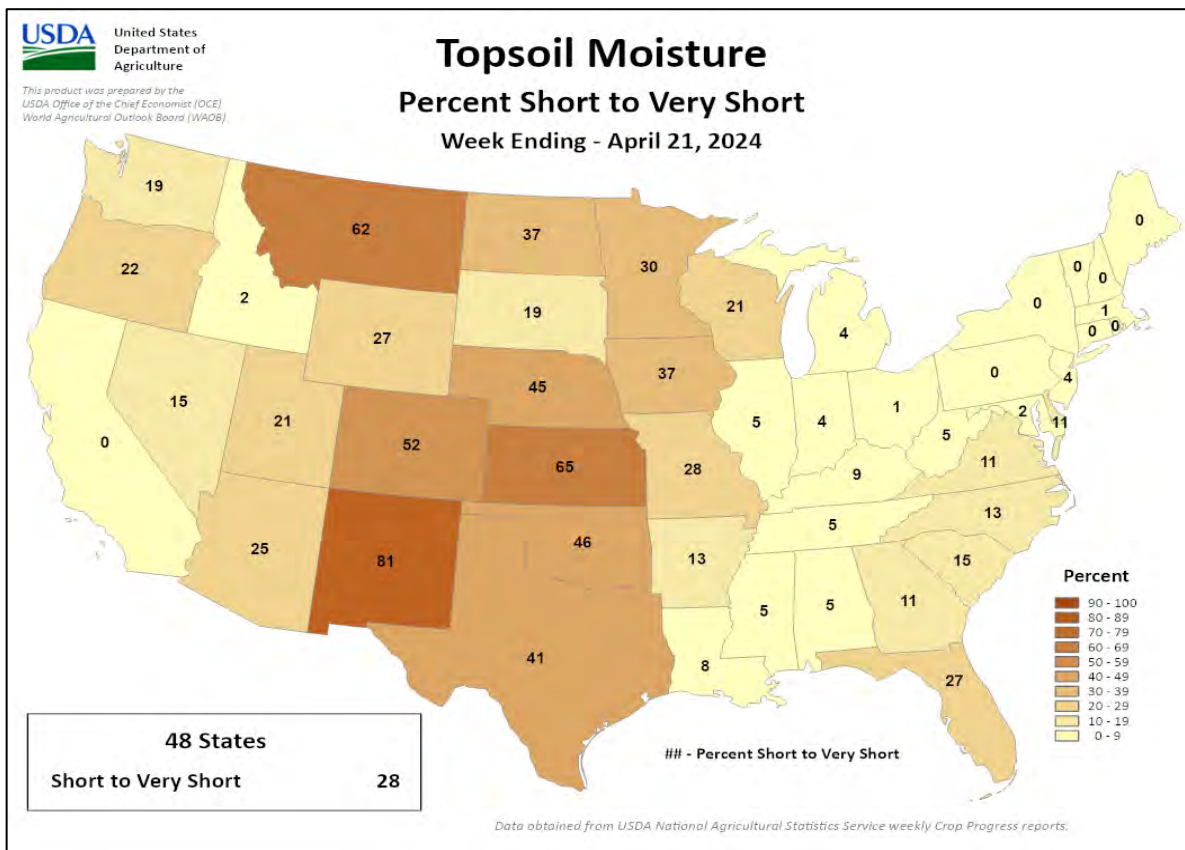 USDA
United States
Department of
Agriculture
This product was prepared by the
USDA Office of the Chief Economist (OCE)
World Agricultural Outlook Board (WAOB)
Topsoil Moisture
Percent Short to Very Short
Week Ending - April 21, 2024
19
62
37
30
0
22
2
19
21
4
0
0
0
1
0
0
27
45
37
0
4
15
21
52
5
4
1
2
11
0
65
28
9
5
11
25
81
46
13
5
13
15
41
5
5
11
8
27
Percent
90 - 100
80 - 89
70 - 79
60 - 69
50 - 59
40 - 49
30 - 39
20 - 29
10 - 19
0 - 9
48 States
Short to Very Short 28
## - Percent Short to Very Short
Data obtained from USDA National Agricultural Statistics Service weekly Crop Progress reports.